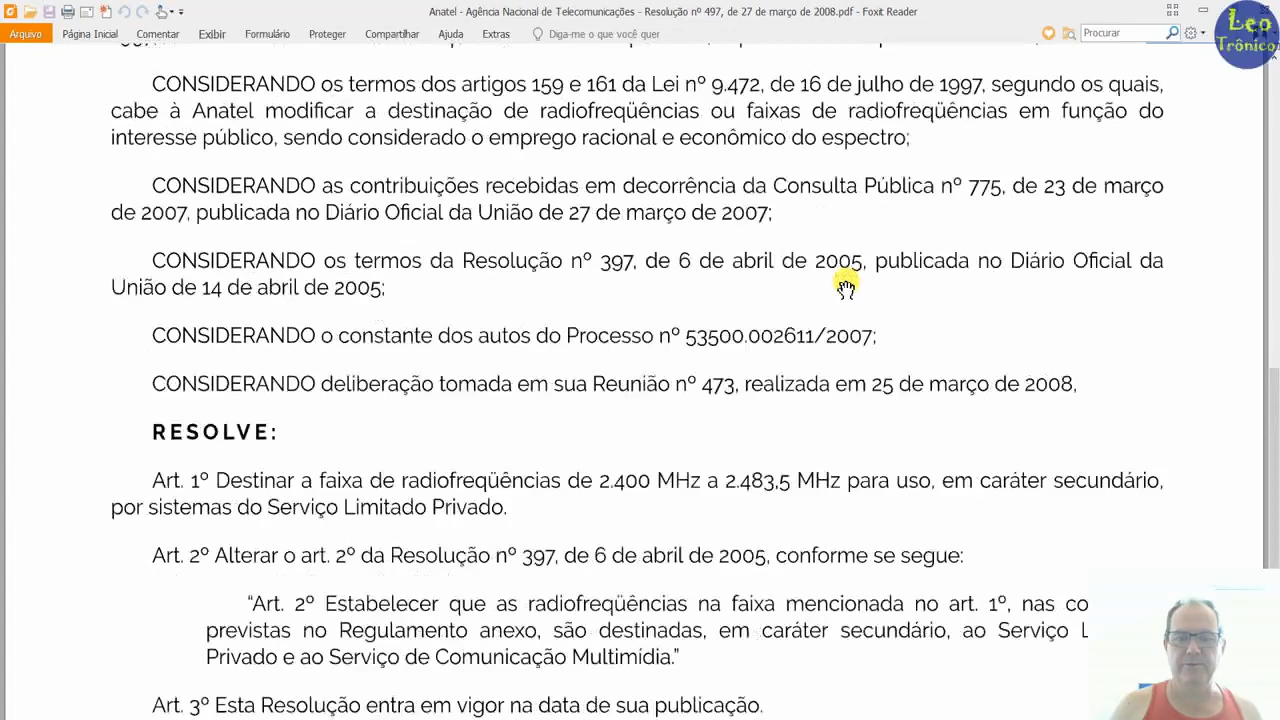 Anatel - Agência Nacional de Telecomunicações - Resolução nº 497, de 27 de março de 2008.pdf - Foxit Reader
Arquivo Página Inicial Comentar Exibir Formulário Proteger Compartilhar Ajuda Extras Diga-me o que você quer Procurar
Leo
Trônico
CONSIDERANDO os termos dos artigos 159 e 161 da Lei nº 9.472, de 16 de julho de 1997, segundo os quais,
cabe à Anatel modificar a destinação de radiofreqüências ou faixas de radiofreqüências em função do
interesse público, sendo considerado o emprego racional e econômico do espectro;
CONSIDERANDO as contribuições recebidas em decorrência da Consulta Pública nº 775, de 23 de março
de 2007, publicada no Diário Oficial da União de 27 de março de 2007;
CONSIDERANDO os termos da Resolução nº 397, de 6 de abril de 2005, publicada no Diário Oficial da
União de 14 de abril de 2005;
CONSIDERANDO o constante dos autos do Processo nº 53500.002611/2007;
CONSIDERANDO deliberação tomada em sua Reunião nº 473, realizada em 25 de março de 2008,
RESOLVE:
Art. 1º Destinar a faixa de radiofreqüências de 2.400 MHz a 2.483,5 MHz para uso, em caráter secundário,
por sistemas do Serviço Limitado Privado.
Art. 2º Alterar o art. 2º da Resolução nº 397, de 6 de abril de 2005, conforme se segue:
“Art. 2º Estabelecer que as radiofreqüências na faixa mencionada no art. 1º, nas co
previstas no Regulamento anexo, são destinadas, em caráter secundário, ao Serviço L
Privado e ao Serviço de Comunicação Multimídia.”
Art. 3º Esta Resolução entra em vigor na data de sua publicação.